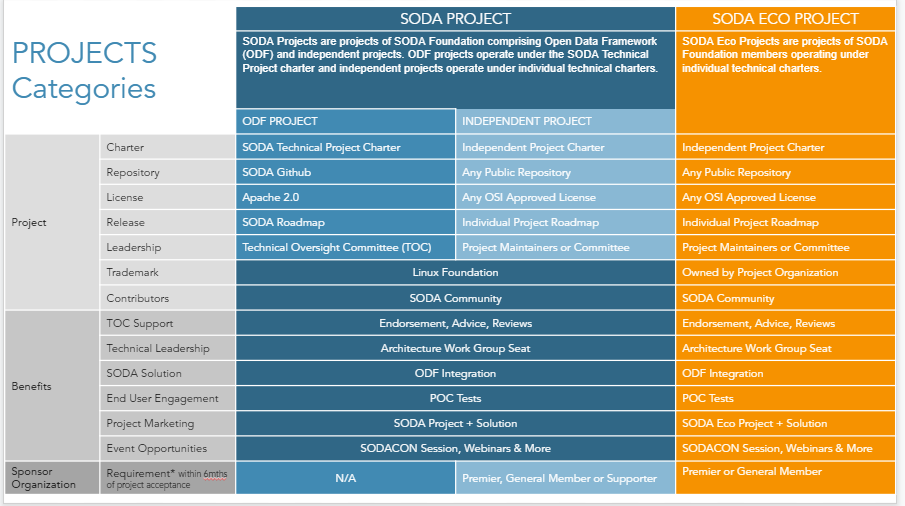 PROJECTS
Categories
SODA PROJECT
SODA Projects are projects of SODA Foundation comprising Open Data Framework
(ODF) and independent projects. ODF projects operate under the SODA Technical
Project charter and independent projects operate under individual technical charters.
SODA ECO PROJECT
SODA Eco Projects are projects of SODA
Foundation members operating under
individual technical charters.
ODF PROJECT
INDEPENDENT PROJECT
Project
Charter
SODA Technical Project Charter
Independent Project Charter
Independent Project Charter
Repository
SODA Github
Any Public Repository
Any Public Repository
License
Apache 2.0
Any OSI Approved License
Any OSI Approved License
Release
SODA Roadmap
Individual Project Roadmap
Individual Project Roadmap
Leadership
Technical Oversight Committee (TOC)
Project Maintainers or Committee
Project Maintainers or Committee
Trademark
Linux Foundation
Owned by Project Organization
Contributors
SODA Community
SODA Community
Benefits
TOC Support
Endorsement, Advice, Reviews
Endorsement, Advice, Reviews
Technical Leadership
Architecture Work Group Seat
Architecture Work Group Seat
SODA Solution
ODF Integration
ODF Integration
End User Engagement
POC Tests
POC Tests
Project Marketing
SODA Project + Solution
SODA Eco Project + Solution
Event Opportunities
SODACON Session, Webinars & More
SODACON Session, Webinars & More
Sponsor
Organization
Requirement* within 6mths
of project acceptance
N/A
Premier, General Member or Supporter
Premier or General Member